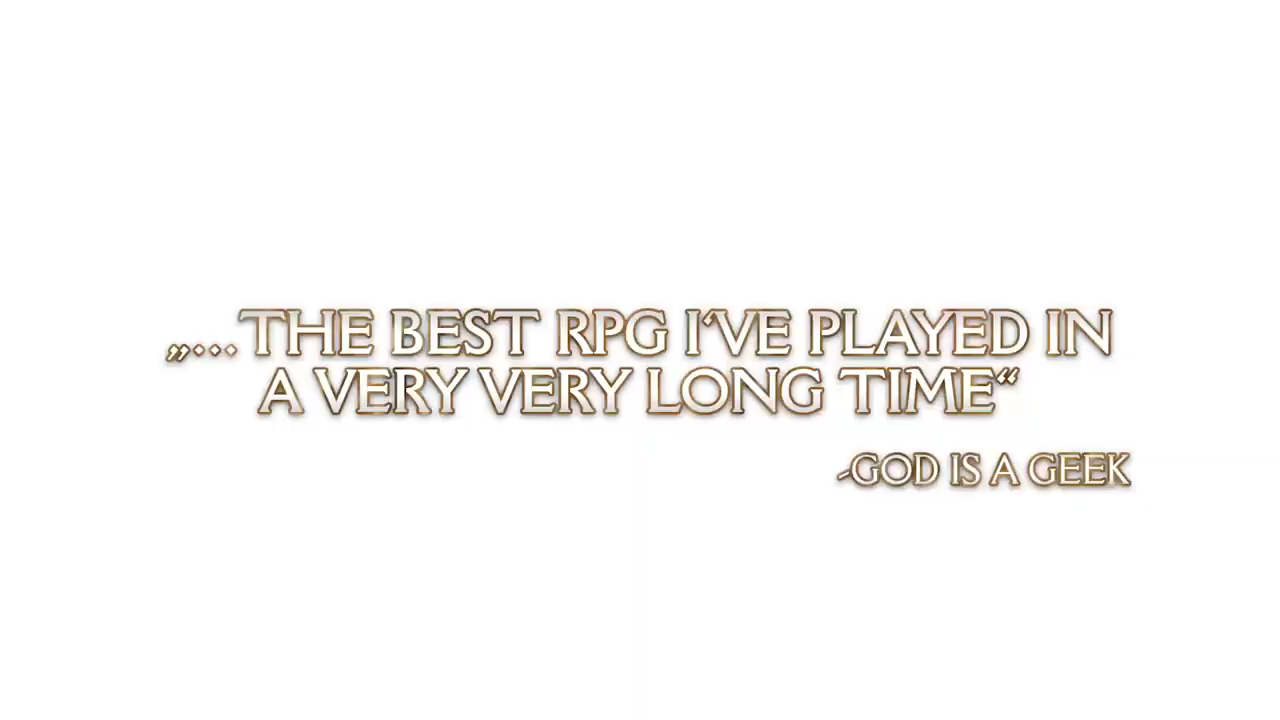 „...THE BEST RPG I‘VE PLAYED IN
A VERY VERY LONG TIME“
-GOD IS A GEEK